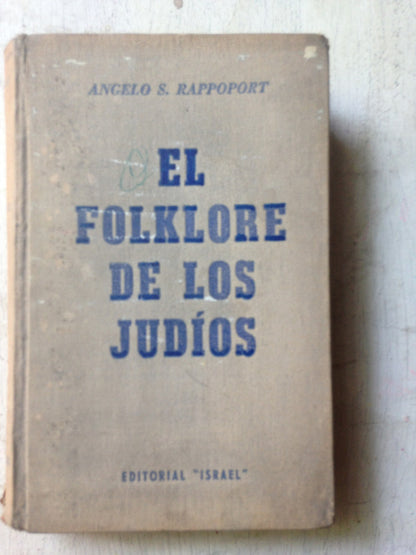 ANGELO S. RAPPOPORT
EL
FOLKLORE
DE LOS
JUDÍOS
EDITORIAL "ISRAEL"